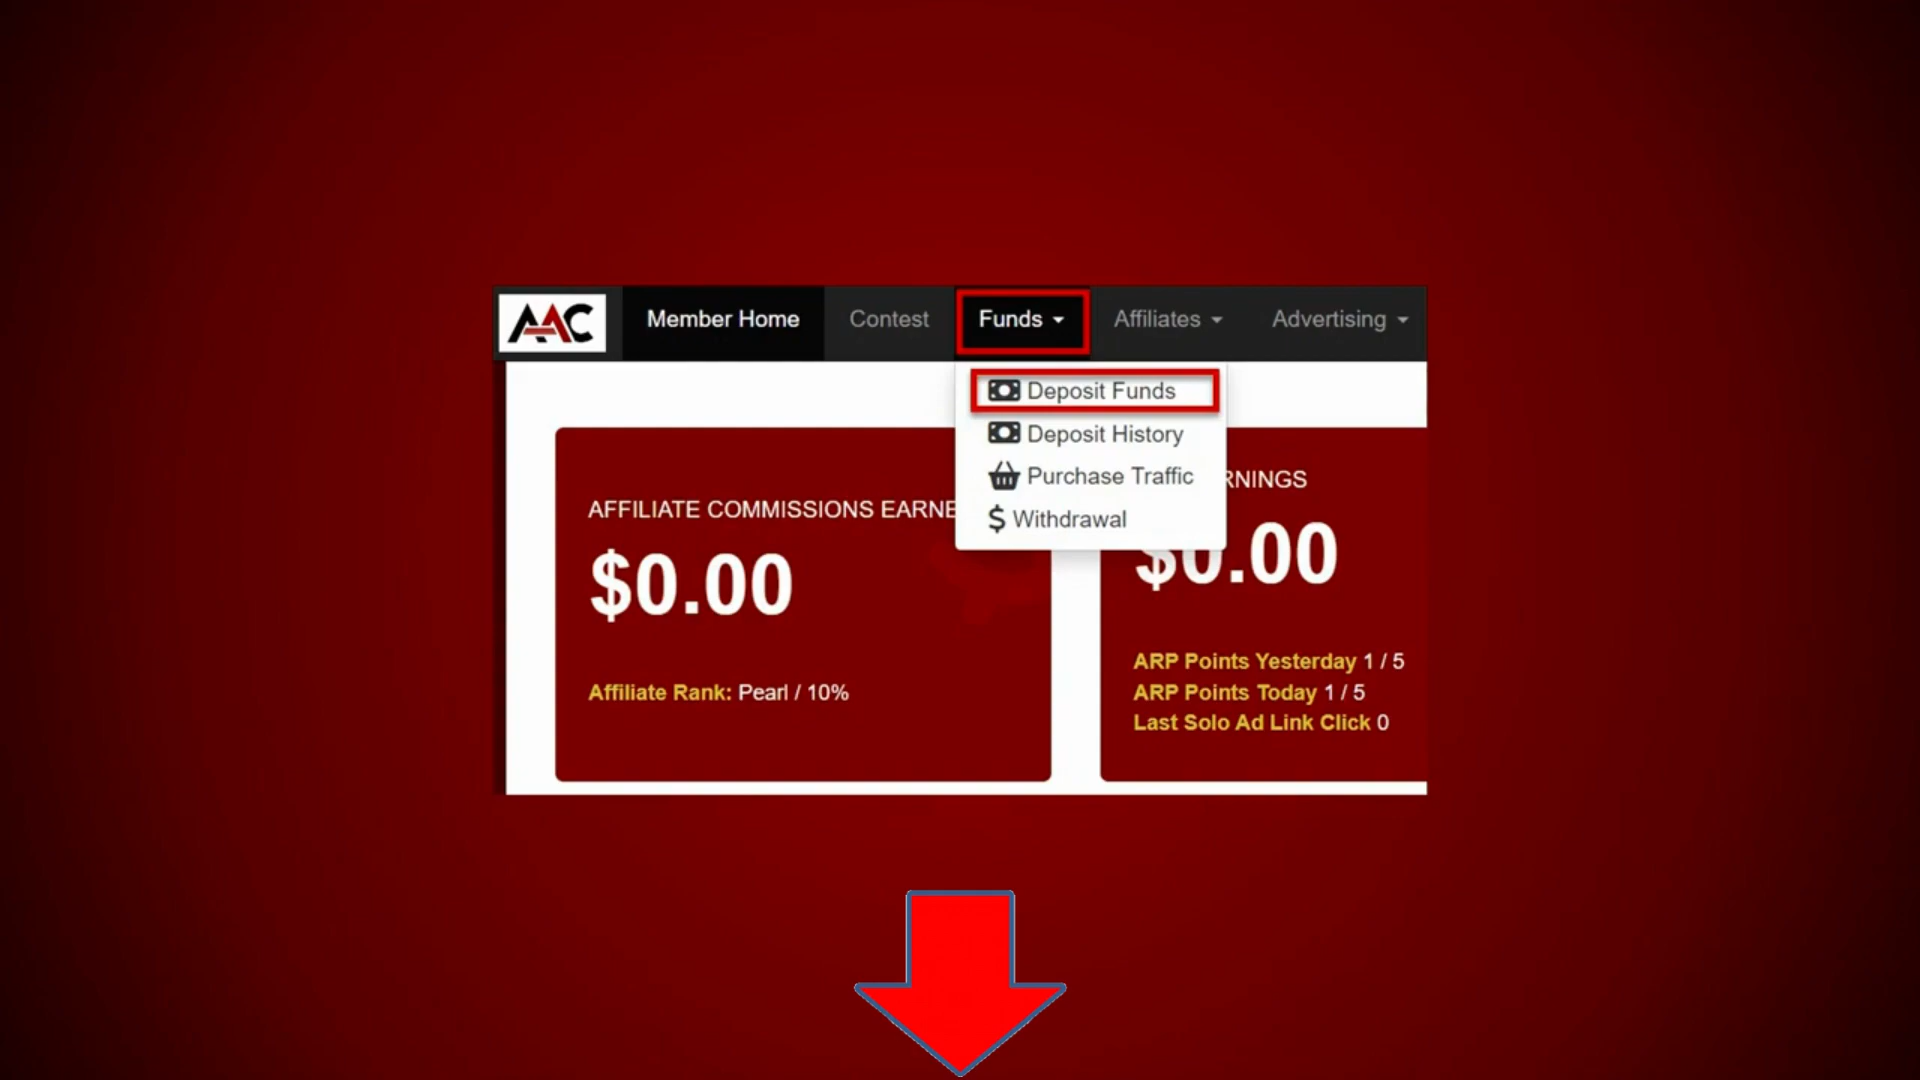 AAC Member Home Contest Funds Affiliates Advertising
Deposit Funds
Deposit History
Purchase Traffic
$ Withdrawal
AFFILIATE COMMISSIONS EARNE
$0.00
Affiliate Rank: Pearl / 10%
RNINGS
$0.00
ARP Points Yesterday 1 / 5
ARP Points Today 1 / 5
Last Solo Ad Link Click 0